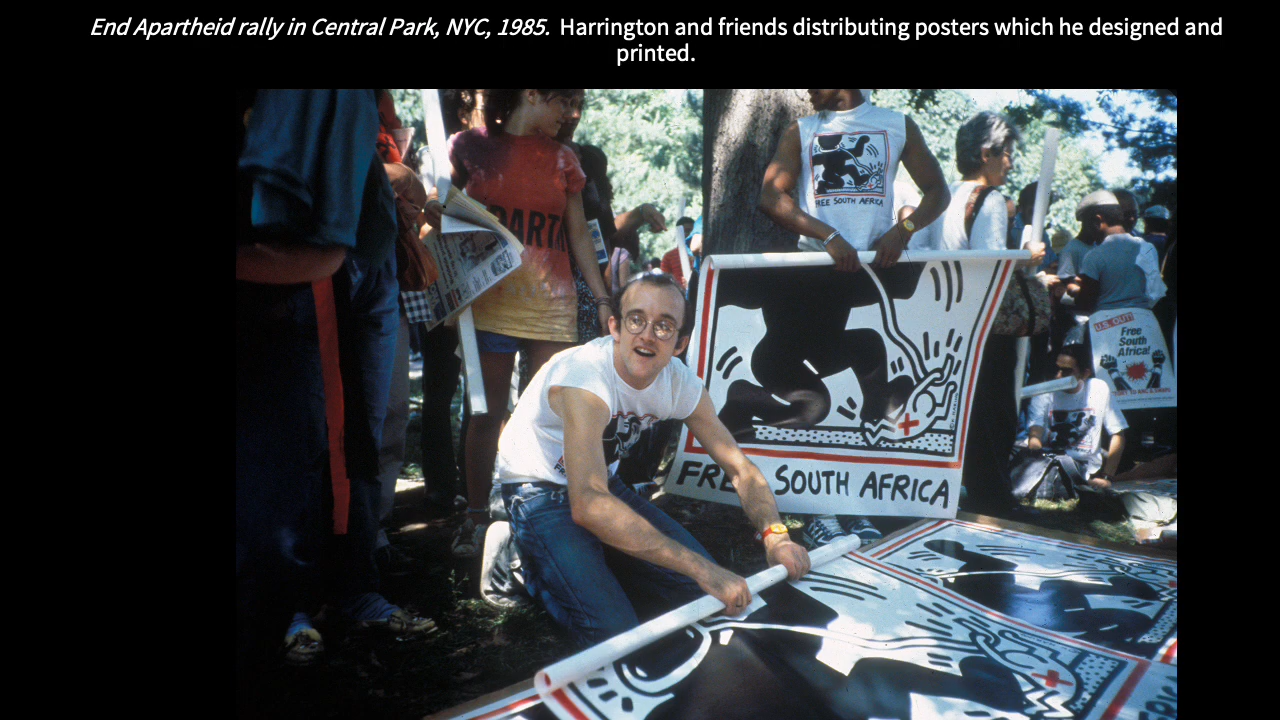 End Apartheid rally in Central Park, NYC, 1985. Harrington and friends distributing posters which he designed and
printed.
FREE SOUTH AFRICA
U.S. OUT!
Free
South
Africa!
SOUTH AFRICA